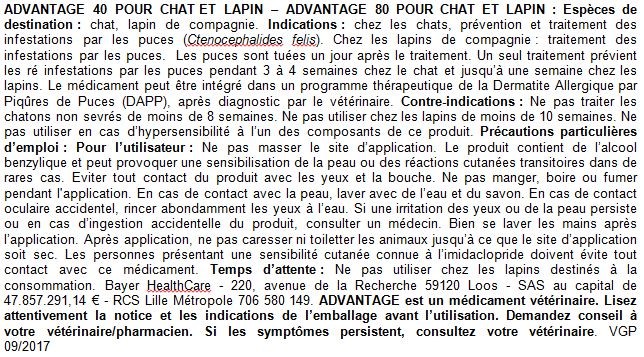 ADVANTAGE 40 POUR CHAT ET LAPIN – ADVANTAGE 80 POUR CHAT ET LAPIN : Espèces de
destination : chat, lapin de compagnie. Indications : chez les chats, prévention et traitement des
infestations par les puces (Ctenocephalides felis). Chez les lapins de compagnie : traitement des
infestations par les puces. Les puces sont tuées un jour après le traitement. Un seul traitement prévient
les ré infestations par les puces pendant 3 à 4 semaines chez le chat et jusqu'à une semaine chez les
lapins. Le médicament peut être intégré dans un programme thérapeutique de la Dermatite Allergique par
Piqûres de Puces (DAPP), après diagnostic par le vétérinaire. Contre-indications : Ne pas traiter les
chatons non sevrés de moins de 8 semaines. Ne pas utiliser chez les lapins de moins de 10 semaines. Ne
pas utiliser en cas d'hypersensibilité à l'un des composants de ce produit. Précautions particulières
d'emploi : Pour l'utilisateur : Ne pas masser le site d'application. Le produit contient de l'alcool
benzylique et peut provoquer une sensibilisation de la peau ou des réactions cutanées transitoires dans de
rares cas. Eviter tout contact du produit avec les yeux et la bouche. Ne pas manger, boire ou fumer
pendant l'application. En cas de contact avec la peau, laver avec de l'eau et du savon. En cas de contact
oculaire accidentel, rincer abondamment les yeux à l'eau. Si une irritation des yeux ou de la peau persiste
ou en cas d'ingestion accidentelle du produit, consulter un médecin. Bien se laver les mains après
l'application. Après application, ne pas caresser ni toiletter les animaux jusqu'à ce que le site d'application
soit sec. Les personnes présentant une sensibilité cutanée connue à l'imidaclopride doivent évite tout
contact avec ce médicament. Temps d'attente : Ne pas utiliser chez les lapins destinés à la
consommation. Bayer HealthCare - 220, avenue de la Recherche 59120 Loos - SAS au capital de
47.857.291,14 € - RCS Lille Métropole 706 580 149. ADVANTAGE est un médicament vétérinaire. Lisez
attentivement la notice et les indications de l'emballage avant l'utilisation. Demandez conseil à
votre vétérinaire/pharmacien. Si les symptômes persistent, consultez votre vétérinaire. VGP
09/2017